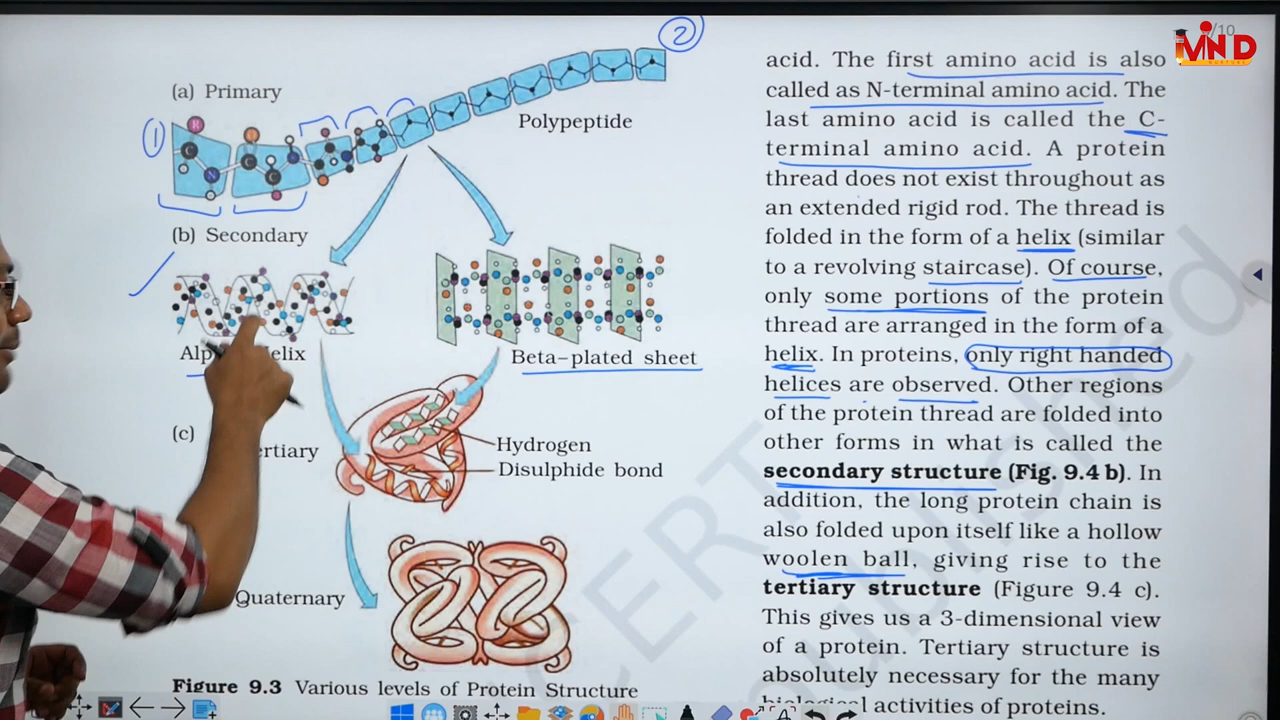 (a) Primary
Polypeptide
1
2
(b) Secondary
Beta-plated sheet
(c)
Hydrogen
Disulphide bond
Quaternary
Figure 9.3 Various levels of Protein Structure
acid. The first amino acid is also
called as N-terminal amino acid. The
last amino acid is called the C-
terminal amino acid. A protein
thread does not exist throughout as
an extended rigid rod. The thread is
folded in the form of a helix (similar
to a revolving staircase). Of course,
only some portions of the protein
thread are arranged in the form of a
helix. In proteins, only right handed
helices are observed. Other regions
of the protein thread are folded into
other forms in what is called the
secondary structure (Fig. 9.4 b). In
addition, the long protein chain is
also folded upon itself like a hollow
woolen ball, giving rise to the
tertiary structure (Figure 9.4 c).
This gives us a 3-dimensional view
of a protein. Tertiary structure is
absolutely necessary for the many
activities of proteins.
MIND
NURTURE
/10